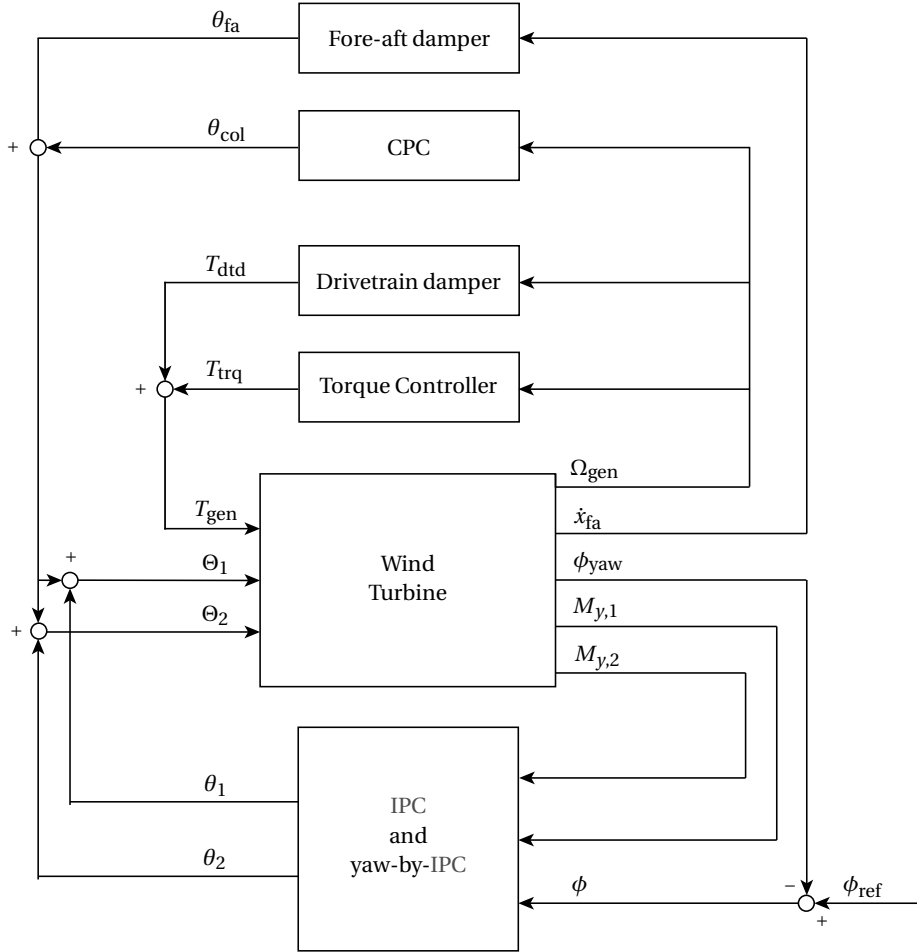 θfa
Fore-aft damper
+
θcol
CPC
Tdtd
Drivetrain damper
+
Ttrq
Torque Controller
Ωgen
Tgen
ẋfa
+
Θ1
Wind
Turbine
ϕyaw
+
Θ2
My,1
My,2
θ1
IPC
and
yaw-by-IPC
θ2
ϕ
−
ϕref
+